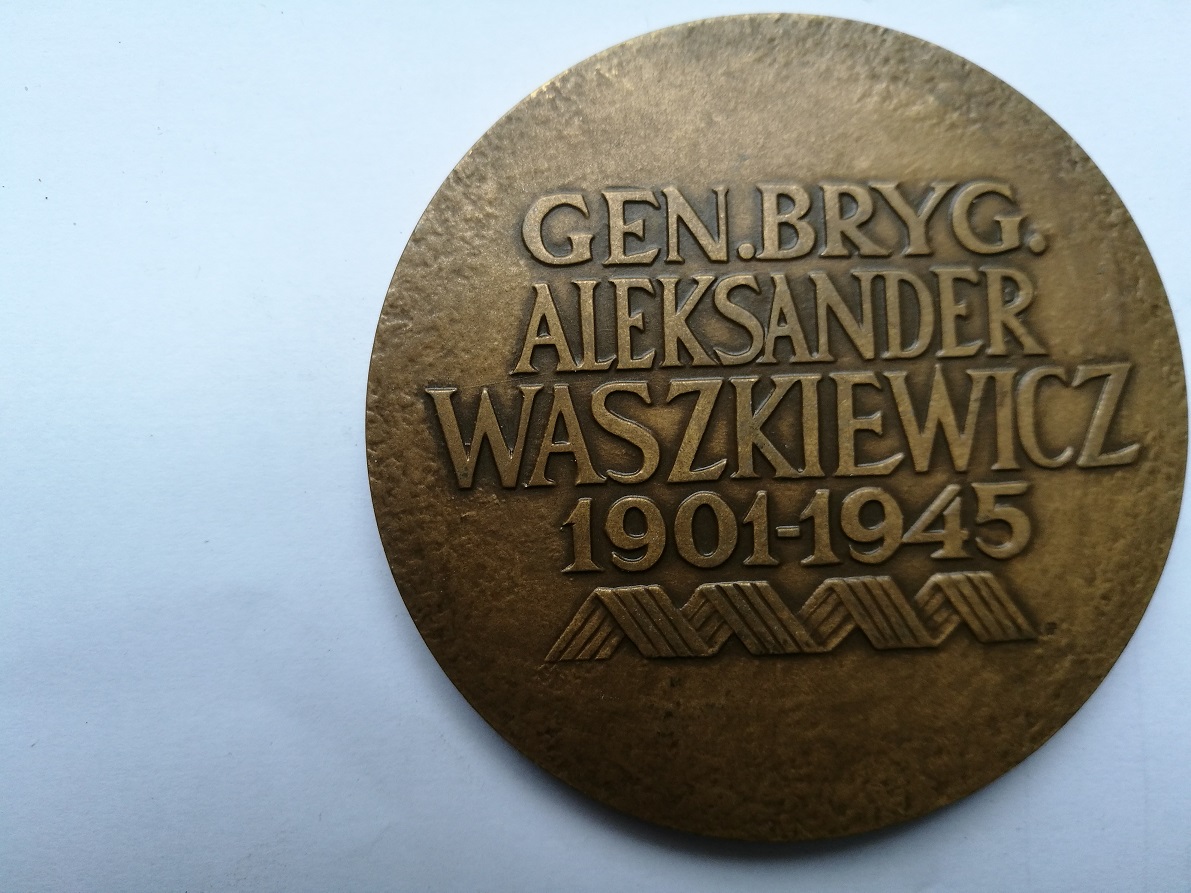 GEN.BRYG.
ALEKSANDER
WASZKIEWICZ
1901-1945